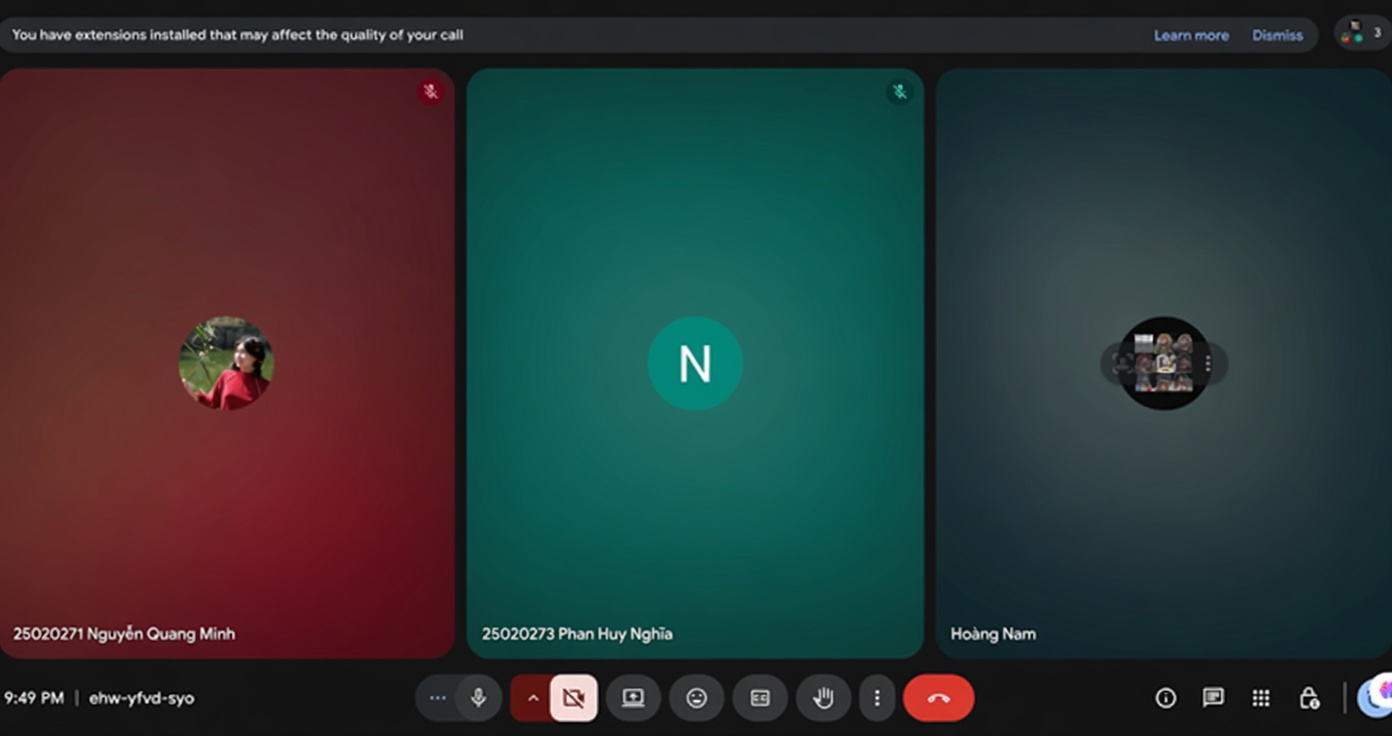 You have extensions installed that may affect the quality of your call
Learn more
Dismiss
3
N
25020271 Nguyễn Quang Minh
25020273 Phan Huy Nghĩa
Hoàng Nam
9:49 PM | ehw-yfvd-syo